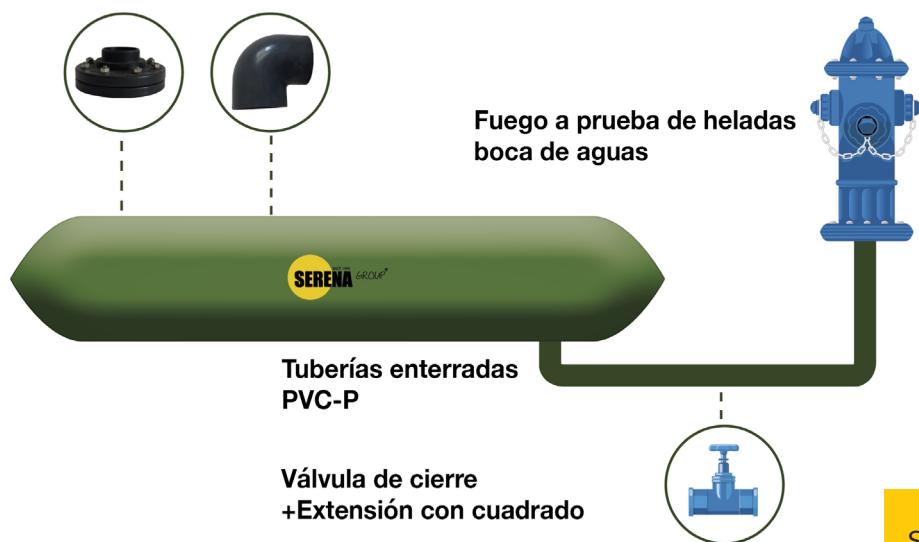 Fuego a prueba de heladas
boca de aguas
SERENA GROUP
Tuberías enterradas
PVC-P
Válvula de cierre
+Extensión con cuadrado